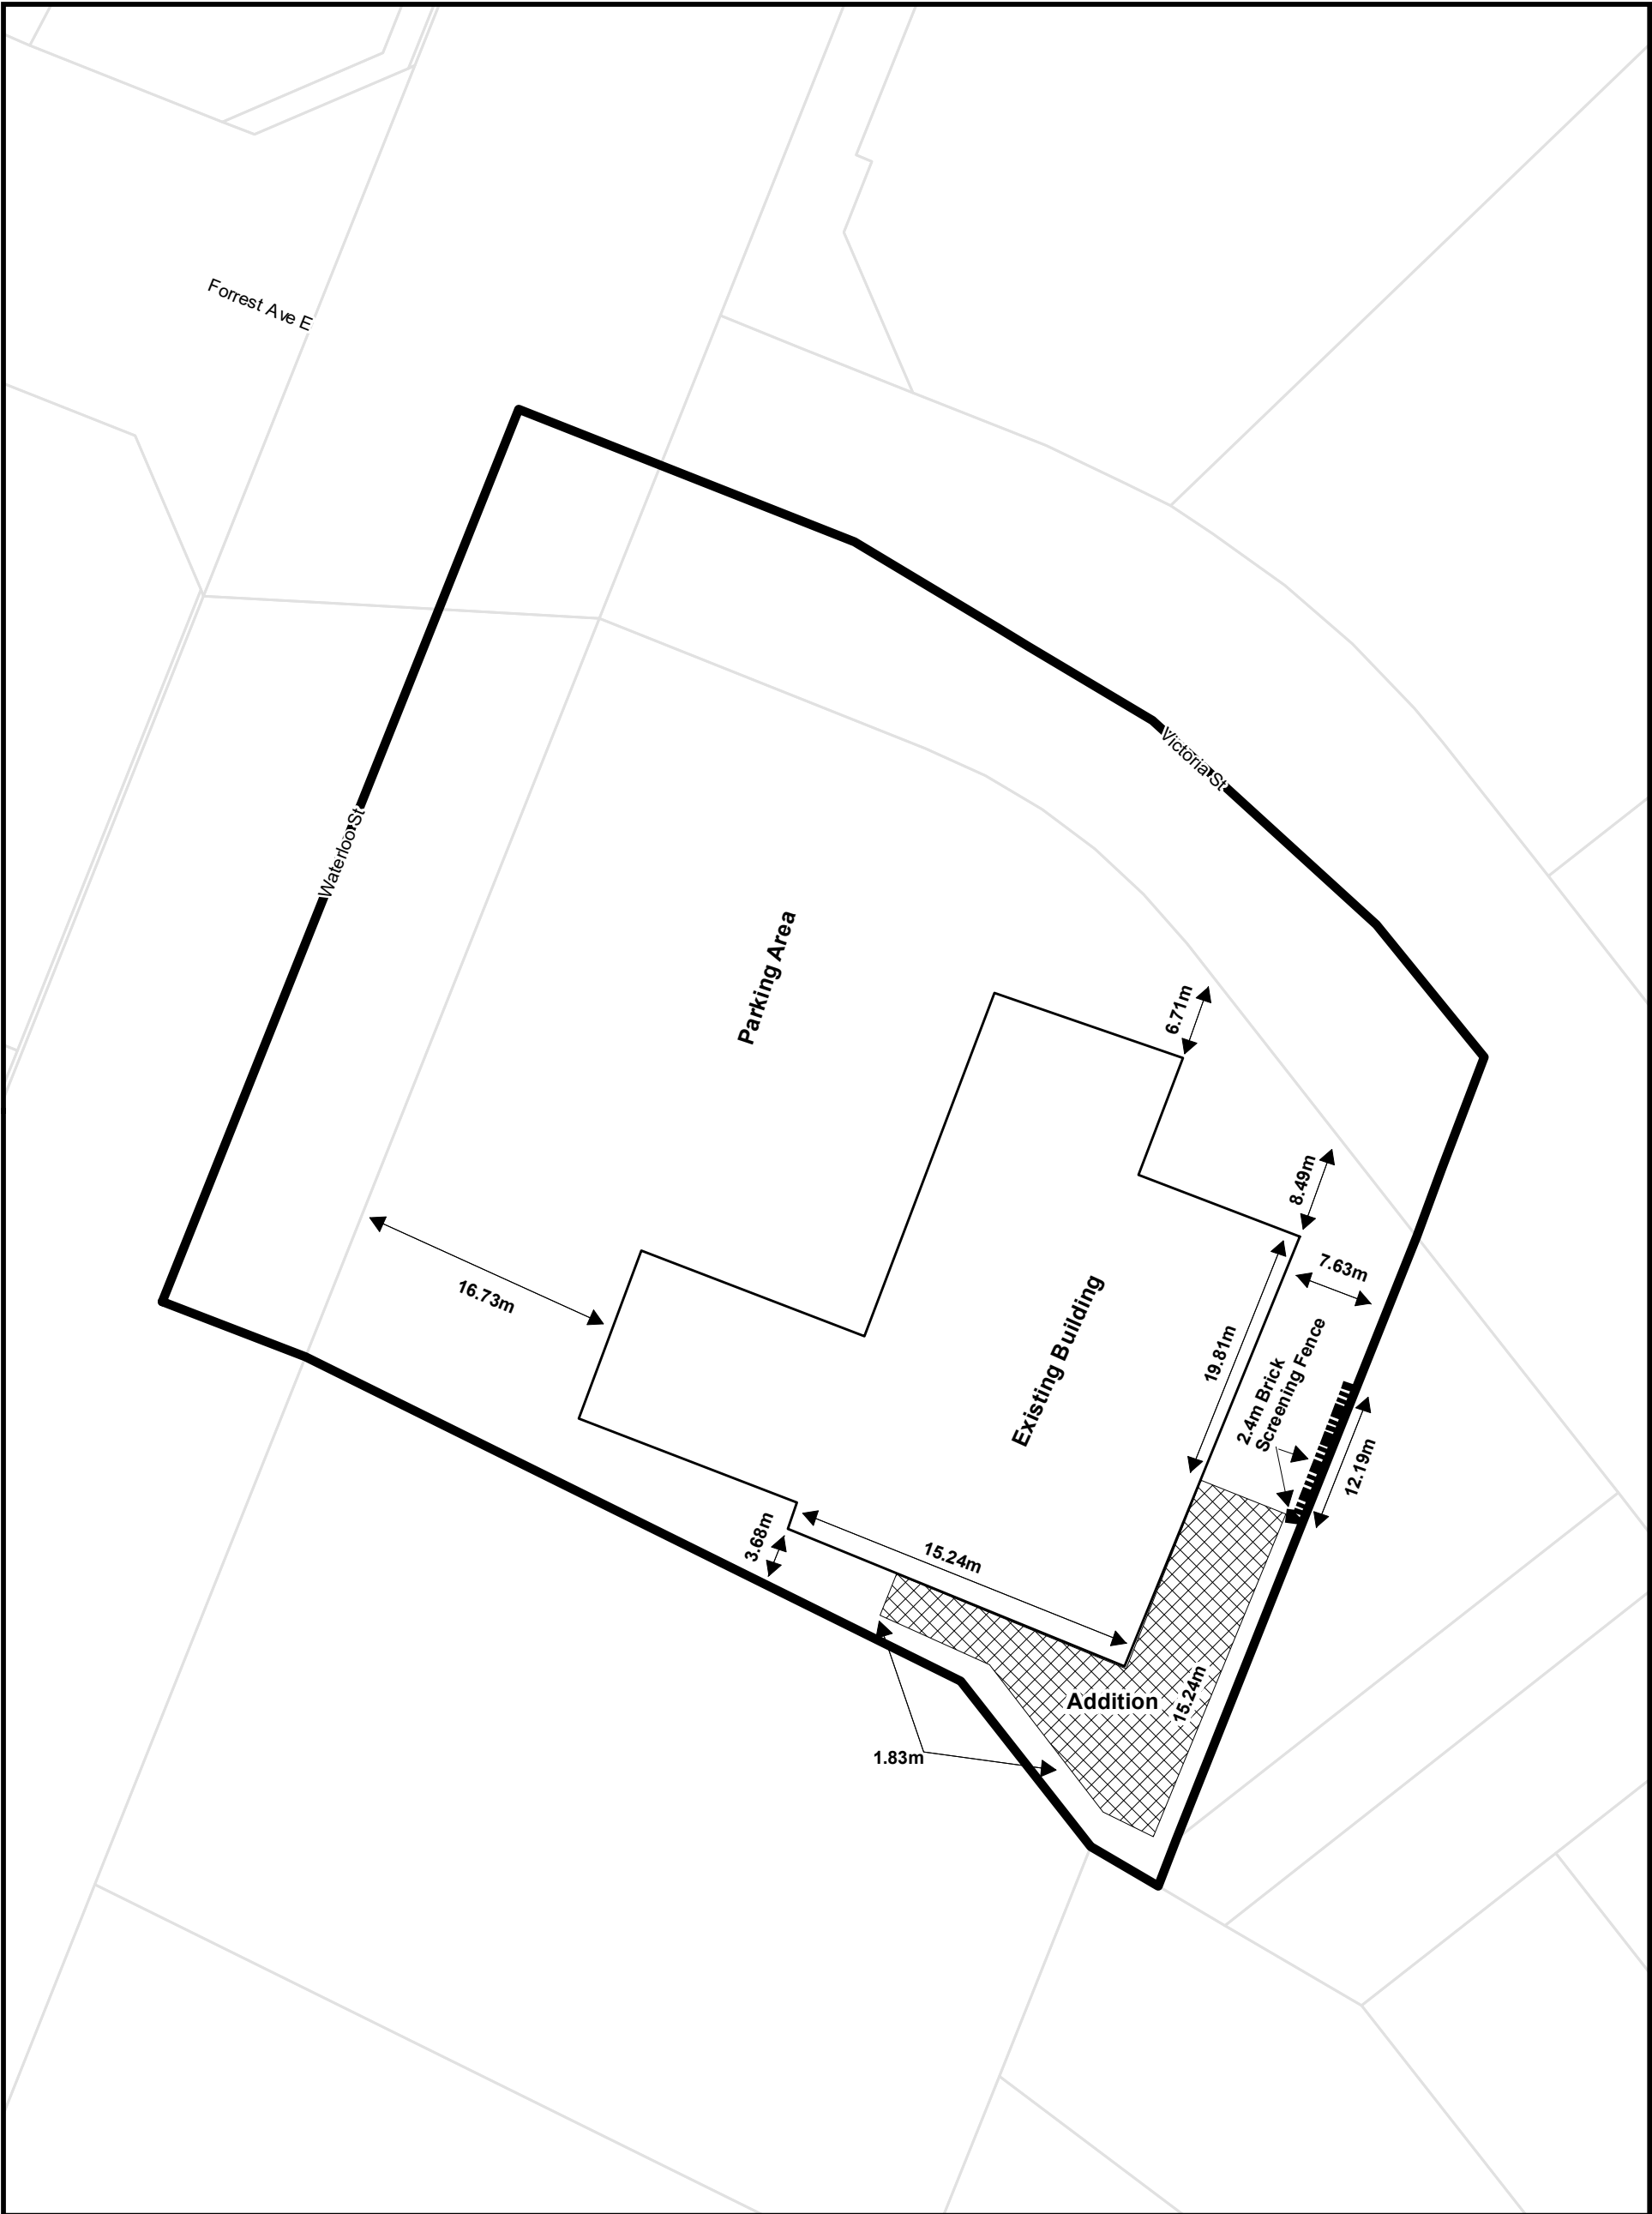 Forrest Ave E
Victoria St
Waterloo St
Parking Area
6.71m
8.49m
7.63m
16.73m
Existing Building
19.81m
2.4m Brick
Screening Fence
12.19m
3.68m
15.24m
Addition
15.24m
1.83m